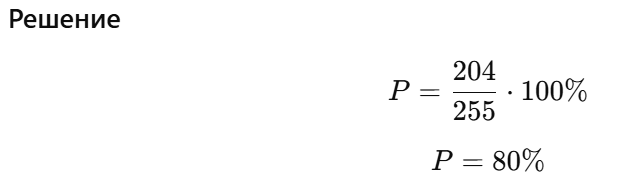 Решение
P = 204/255 · 100%
P = 80%